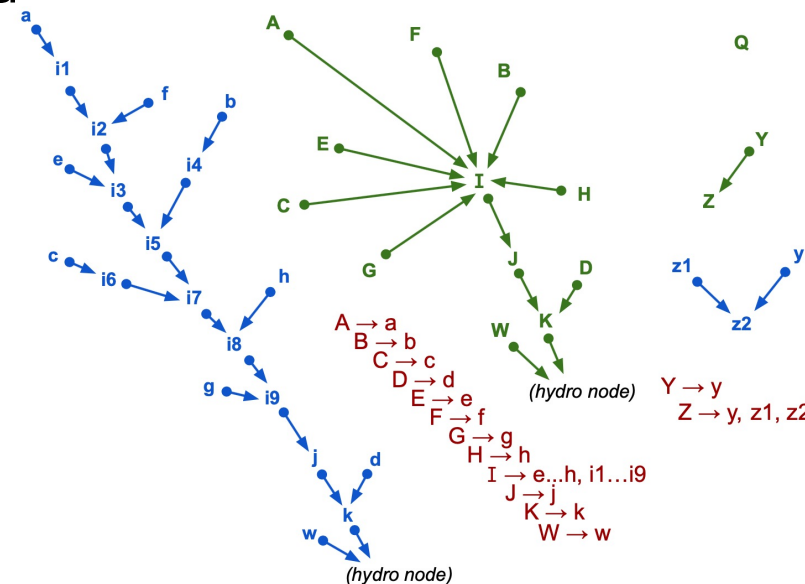 a
i1
f
i2
b
e
i3
i4
i5
c
i6
i7
h
i8
g
i9
j
d
k
w
(hydro node)
A
F
B
E
I
C
H
G
J
D
K
W
(hydro node)
Q
Y
Z
z1
y
z2
A → a
B → b
C → c
D → d
E → e
F → f
G → g
H → h
I → e...h, i1...i9
J → j
K → k
W → w
Y → y
Z → y, z1, z2